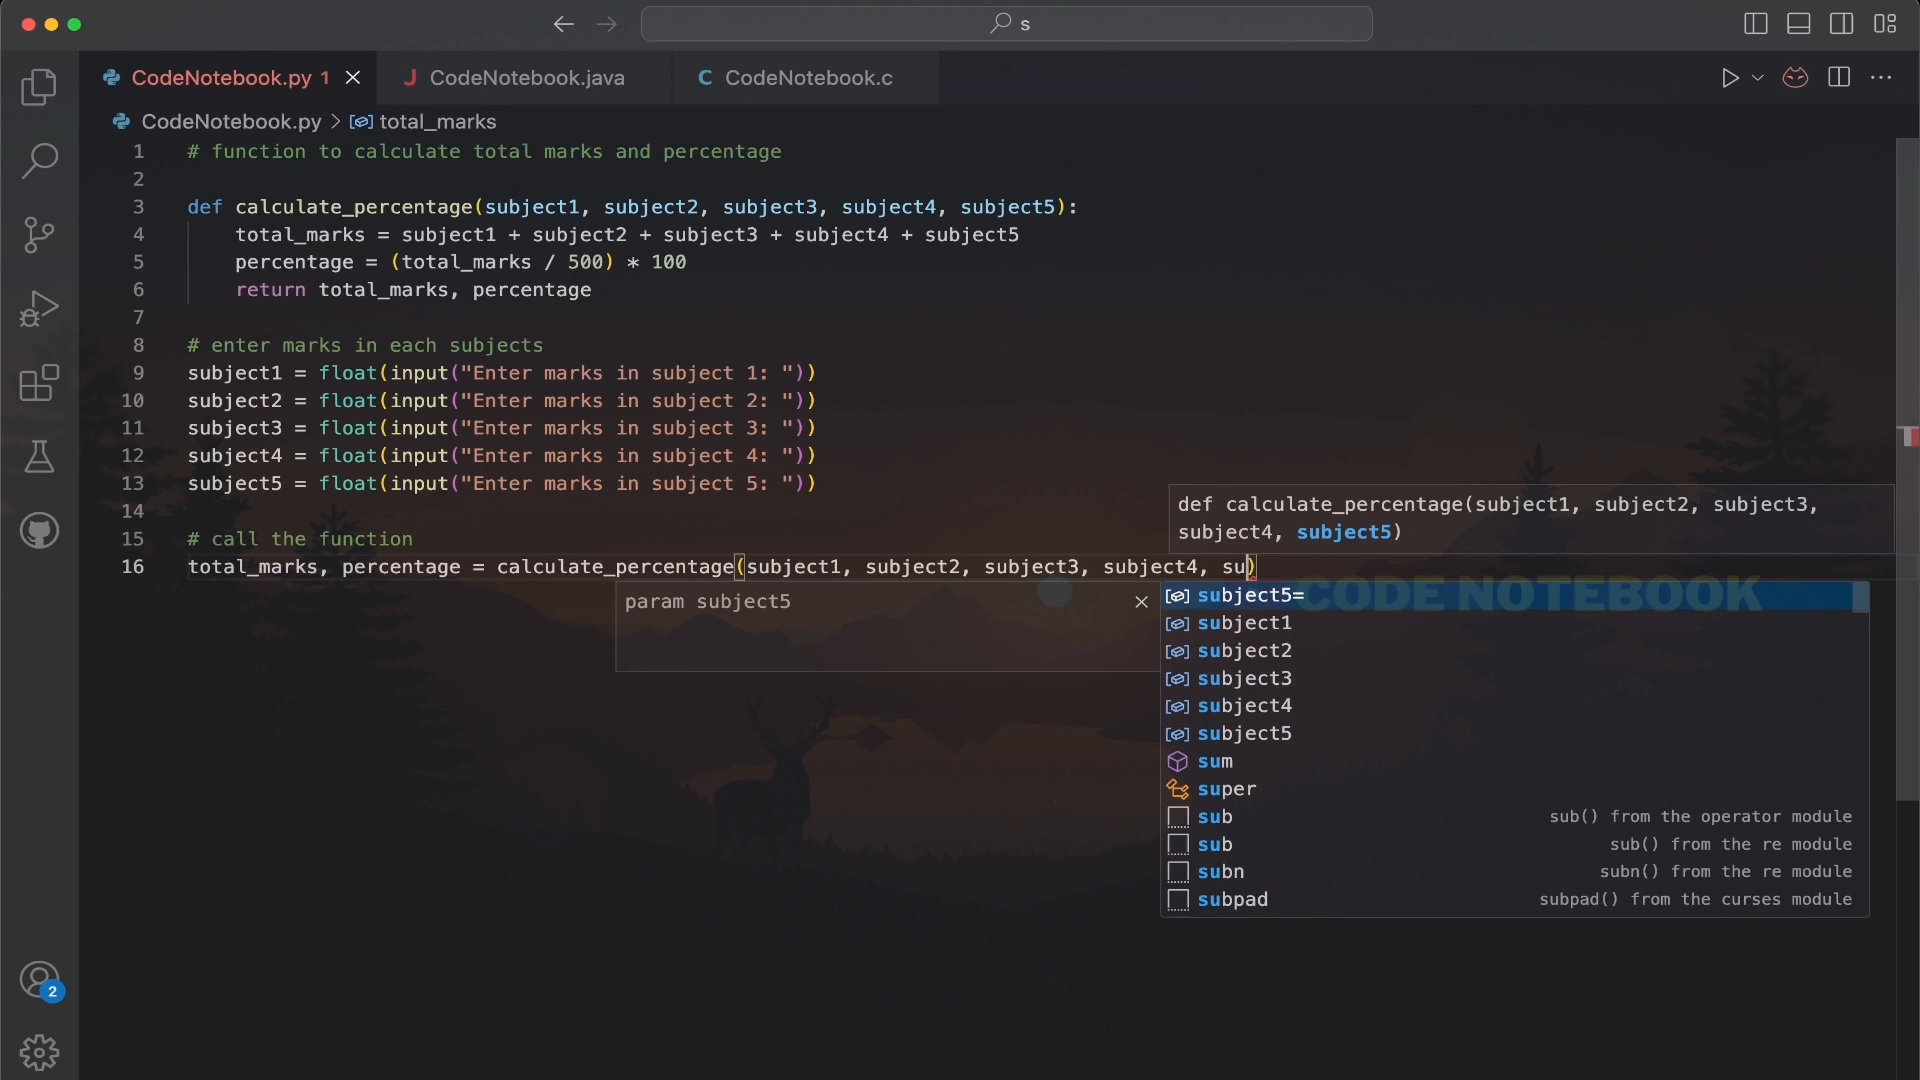 s
CodeNotebook.py 1
CodeNotebook.java
CodeNotebook.c
CodeNotebook.py > total_marks
1 # function to calculate total marks and percentage
2
3 def calculate_percentage(subject1, subject2, subject3, subject4, subject5):
4 total_marks = subject1 + subject2 + subject3 + subject4 + subject5
5 percentage = (total_marks / 500) * 100
6 return total_marks, percentage
7
8 # enter marks in each subjects
9 subject1 = float(input("Enter marks in subject 1: "))
10 subject2 = float(input("Enter marks in subject 2: "))
11 subject3 = float(input("Enter marks in subject 3: "))
12 subject4 = float(input("Enter marks in subject 4: "))
13 subject5 = float(input("Enter marks in subject 5: "))
14
15 # call the function
16 total_marks, percentage = calculate_percentage(subject1, subject2, subject3, subject4, su)
def calculate_percentage(subject1, subject2, subject3,
subject4, subject5)
param subject5
CODE NOTEBOOK
subject5=
subject1
subject2
subject3
subject4
subject5
sum
super
sub sub() from the operator module
sub sub() from the re module
subn subn() from the re module
subpad subpad() from the curses module
2